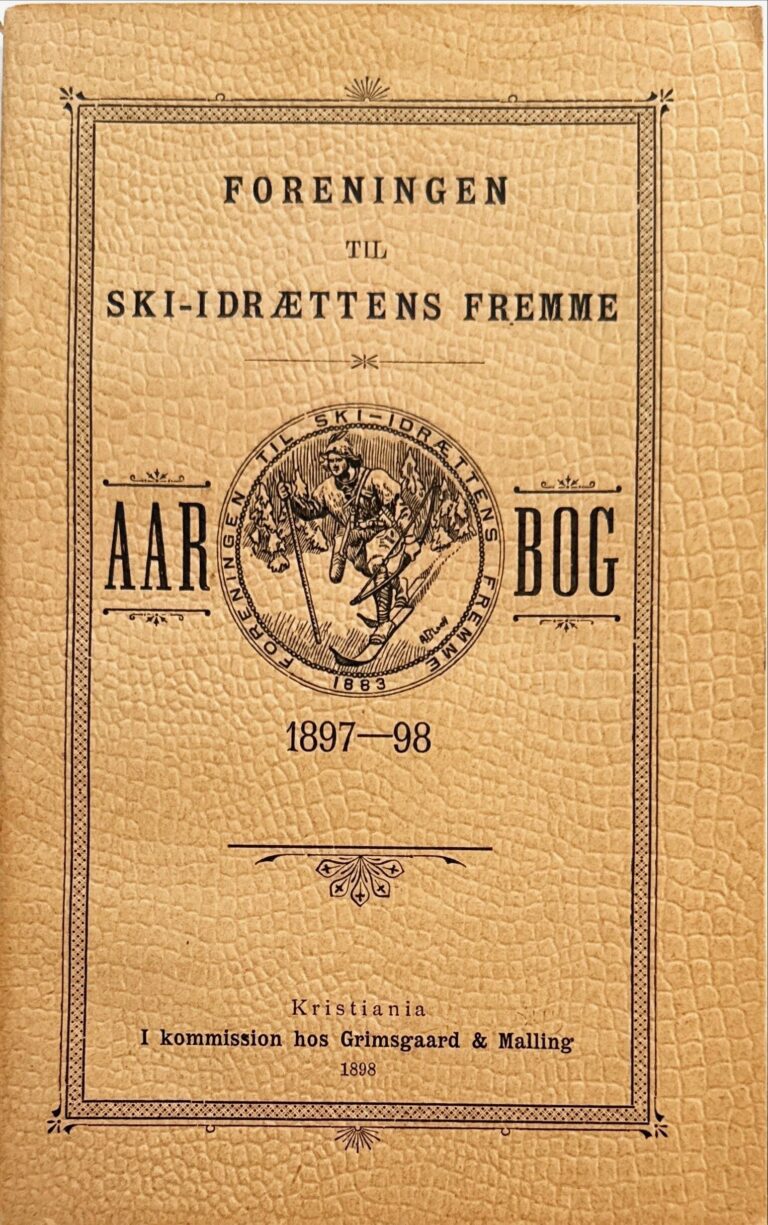 FORENINGEN
TIL
SKI-IDRÆTTENS FREMME
AAR BOG
FORENINGEN TIL SKI-IDRÆTTENS FREMME
1883
1897—98
Kristiania
I kommission hos Grimsgaard & Malling
1898